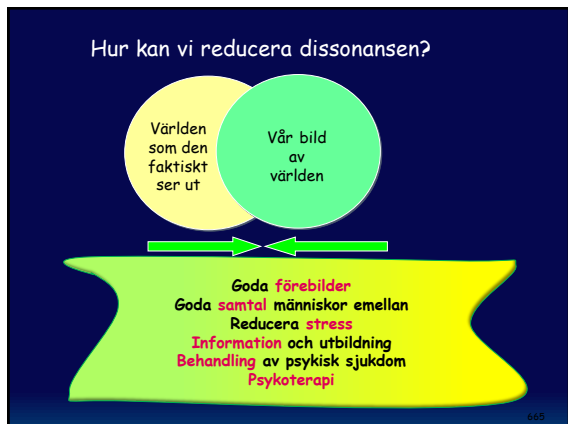 Hur kan vi reducera dissonansen?
Världen
som den
faktiskt
ser ut
Vår bild
av
världen
Goda förebilder
Goda samtal människor emellan
Reducera stress
Information och utbildning
Behandling av psykisk sjukdom
Psykoterapi
665